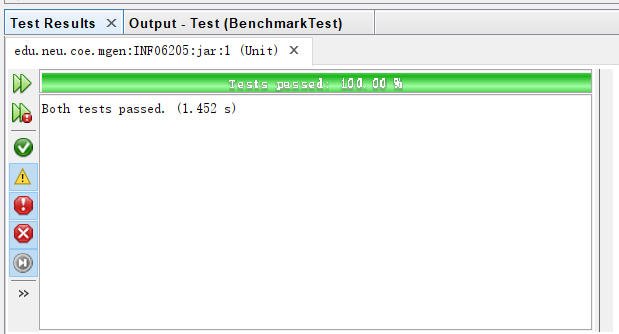 Test Results
Output - Test (BenchmarkTest)
edu.neu.coe.mgen:INF06205:jar:1 (Unit)
Tests passed: 100.00 %
Both tests passed. (1.452 s)